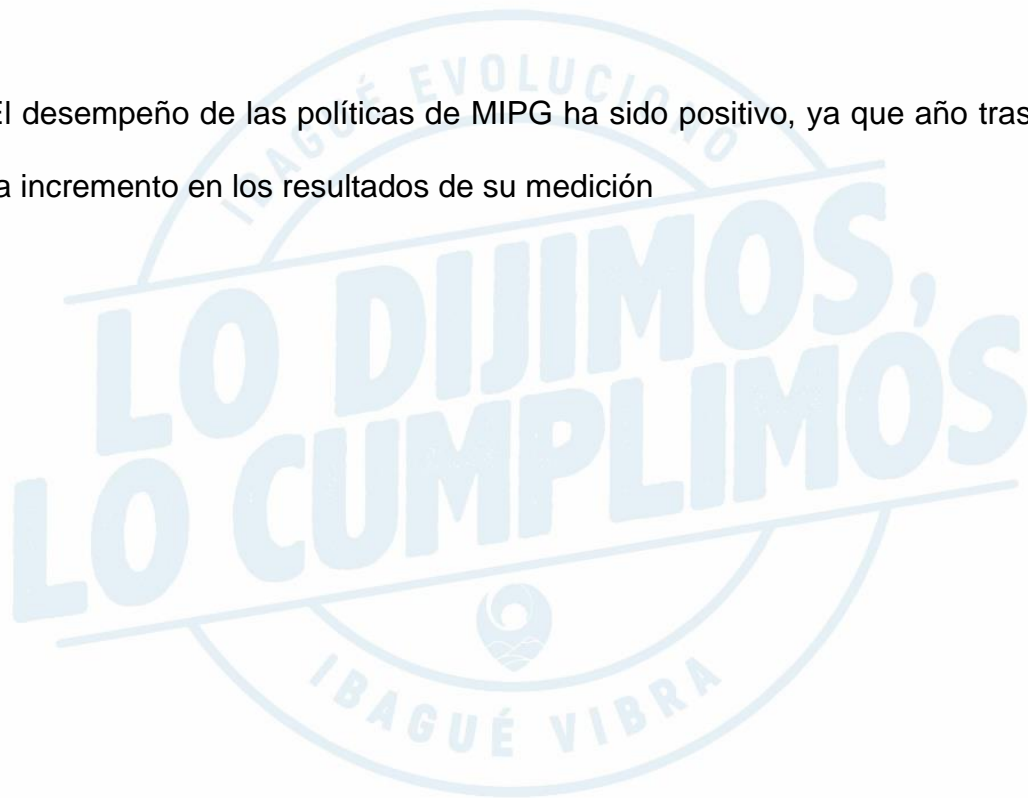 El desempeño de las políticas de MIPG ha sido positivo, ya que año tras
a incremento en los resultados de su medición
IBAGUÉ EVOLUCIONO
LO DIJIMOS,
LO CUMPLIMOS
IBAGUÉ VIBRA